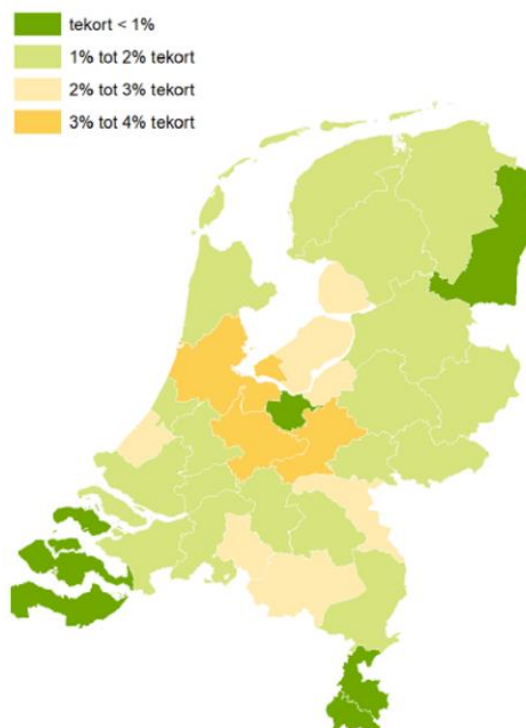 tekort < 1%
1% tot 2% tekort
2% tot 3% tekort
3% tot 4% tekort